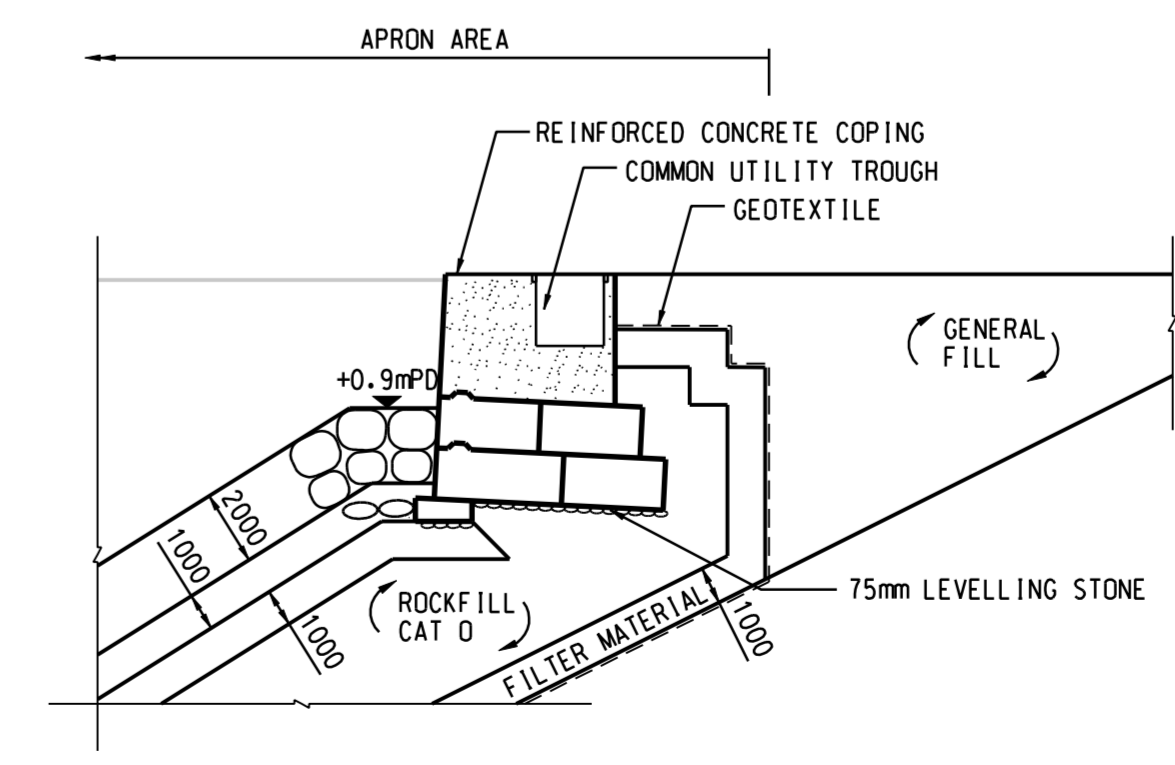 APRON AREA
REINFORCED CONCRETE COPING
COMMON UTILITY TROUGH
GEOTEXTILE
GENERAL
FILL
+0.9mPD
2000
1000
1000
ROCKFILL
CAT 0
FILTER MATERIAL
1000
75mm LEVELLING STONE